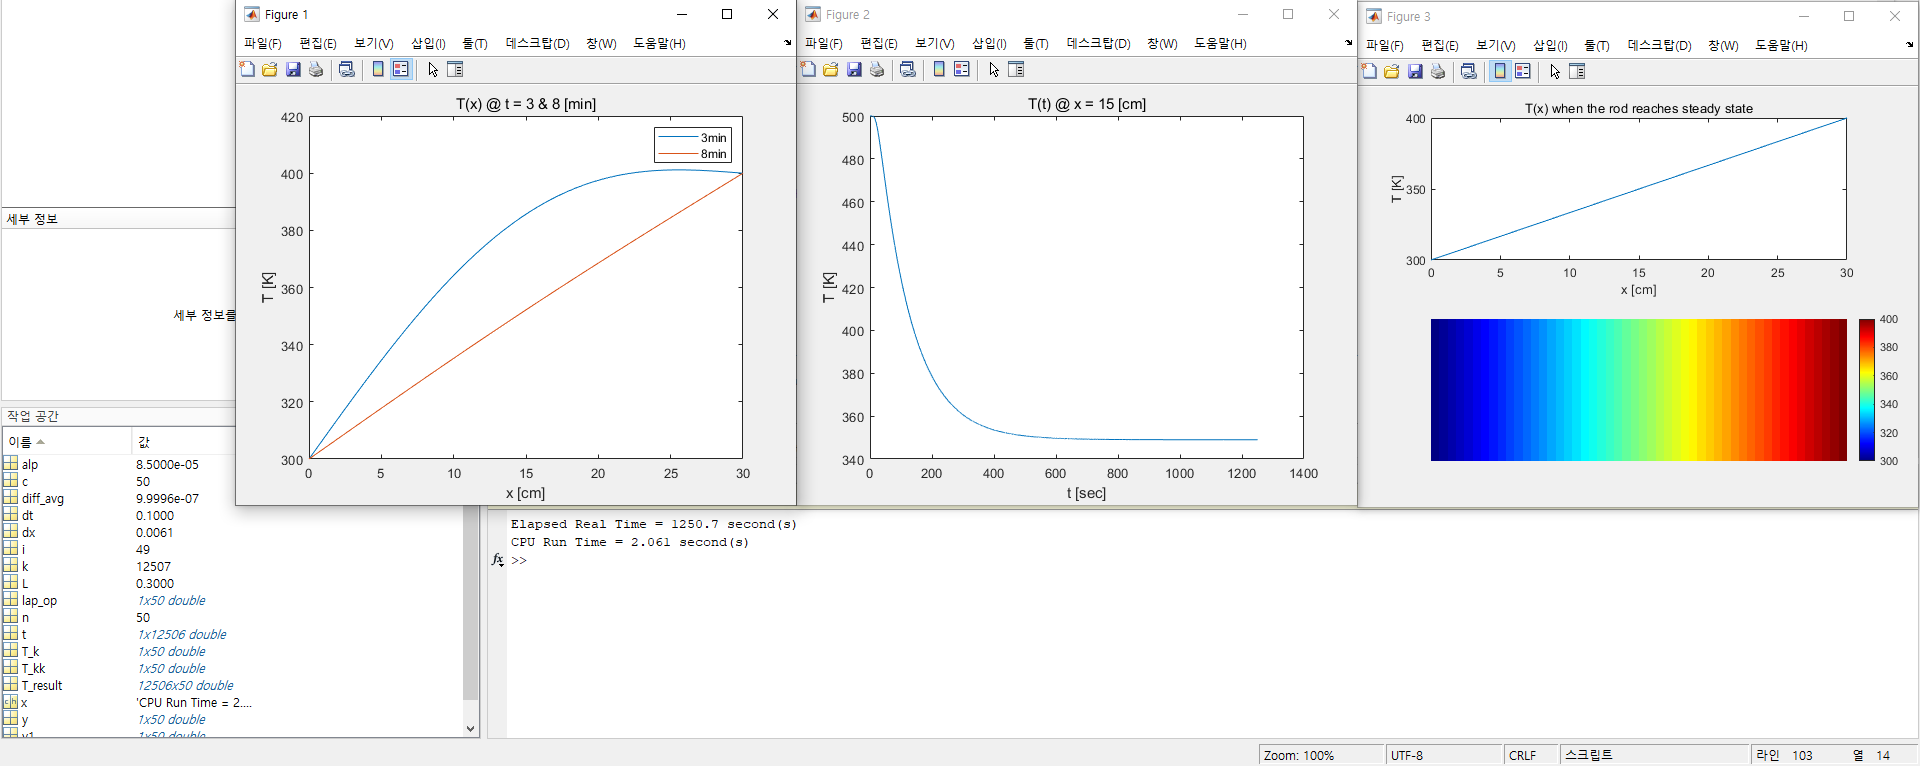 Figure 1
파일(F) 편집(E) 보기(V) 삽입(I) 툴(T) 데스크탑(D) 창(W) 도움말(H)
T(x) @ t = 3 & 8 [min]
420
400
380
360
340
320
300
T [K]
3min
8min
0 5 10 15 20 25 30
x [cm]
Figure 2
파일(F) 편집(E) 보기(V) 삽입(I) 툴(T) 데스크탑(D) 창(W) 도움말(H)
T(t) @ x = 15 [cm]
500
480
460
440
420
400
380
360
340
T [K]
0 200 400 600 800 1000 1200 1400
t [sec]
Figure 3
파일(F) 편집(E) 보기(V) 삽입(I) 툴(T) 데스크탑(D) 창(W) 도움말(H)
T(x) when the rod reaches steady state
400
350
300
T [K]
0 5 10 15 20 25 30
x [cm]
400
380
360
340
320
300
세부 정보
세부 정보를
작업 공간
이름 값
alp 8.5000e-05
c 50
diff_avg 9.9996e-07
dt 0.1000
dx 0.0061
i 49
k 12507
L 0.3000
lap_op 1x50 double
n 50
t 1x12506 double
T_k 1x50 double
T_kk 1x50 double
T_result 12506x50 double
ch x 'CPU Run Time = 2....
y 1x50 double
y1 1x50 double
Elapsed Real Time = 1250.7 second(s)
CPU Run Time = 2.061 second(s)
fx >>
Zoom: 100% UTF-8 CRLF 스크립트 라인 103 열 14